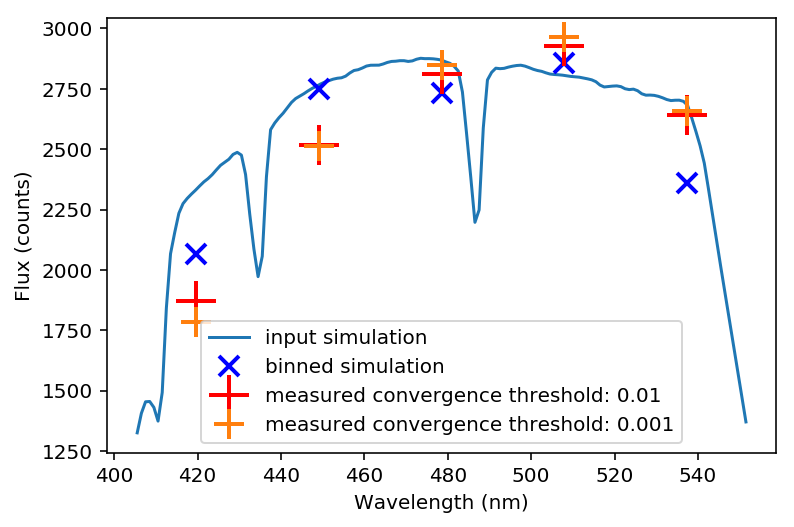 3000
2750
2500
2250
2000
1750
1500
1250
Flux (counts)
input simulation
binned simulation
measured convergence threshold: 0.01
measured convergence threshold: 0.001
400 420 440 460 480 500 520 540
Wavelength (nm)